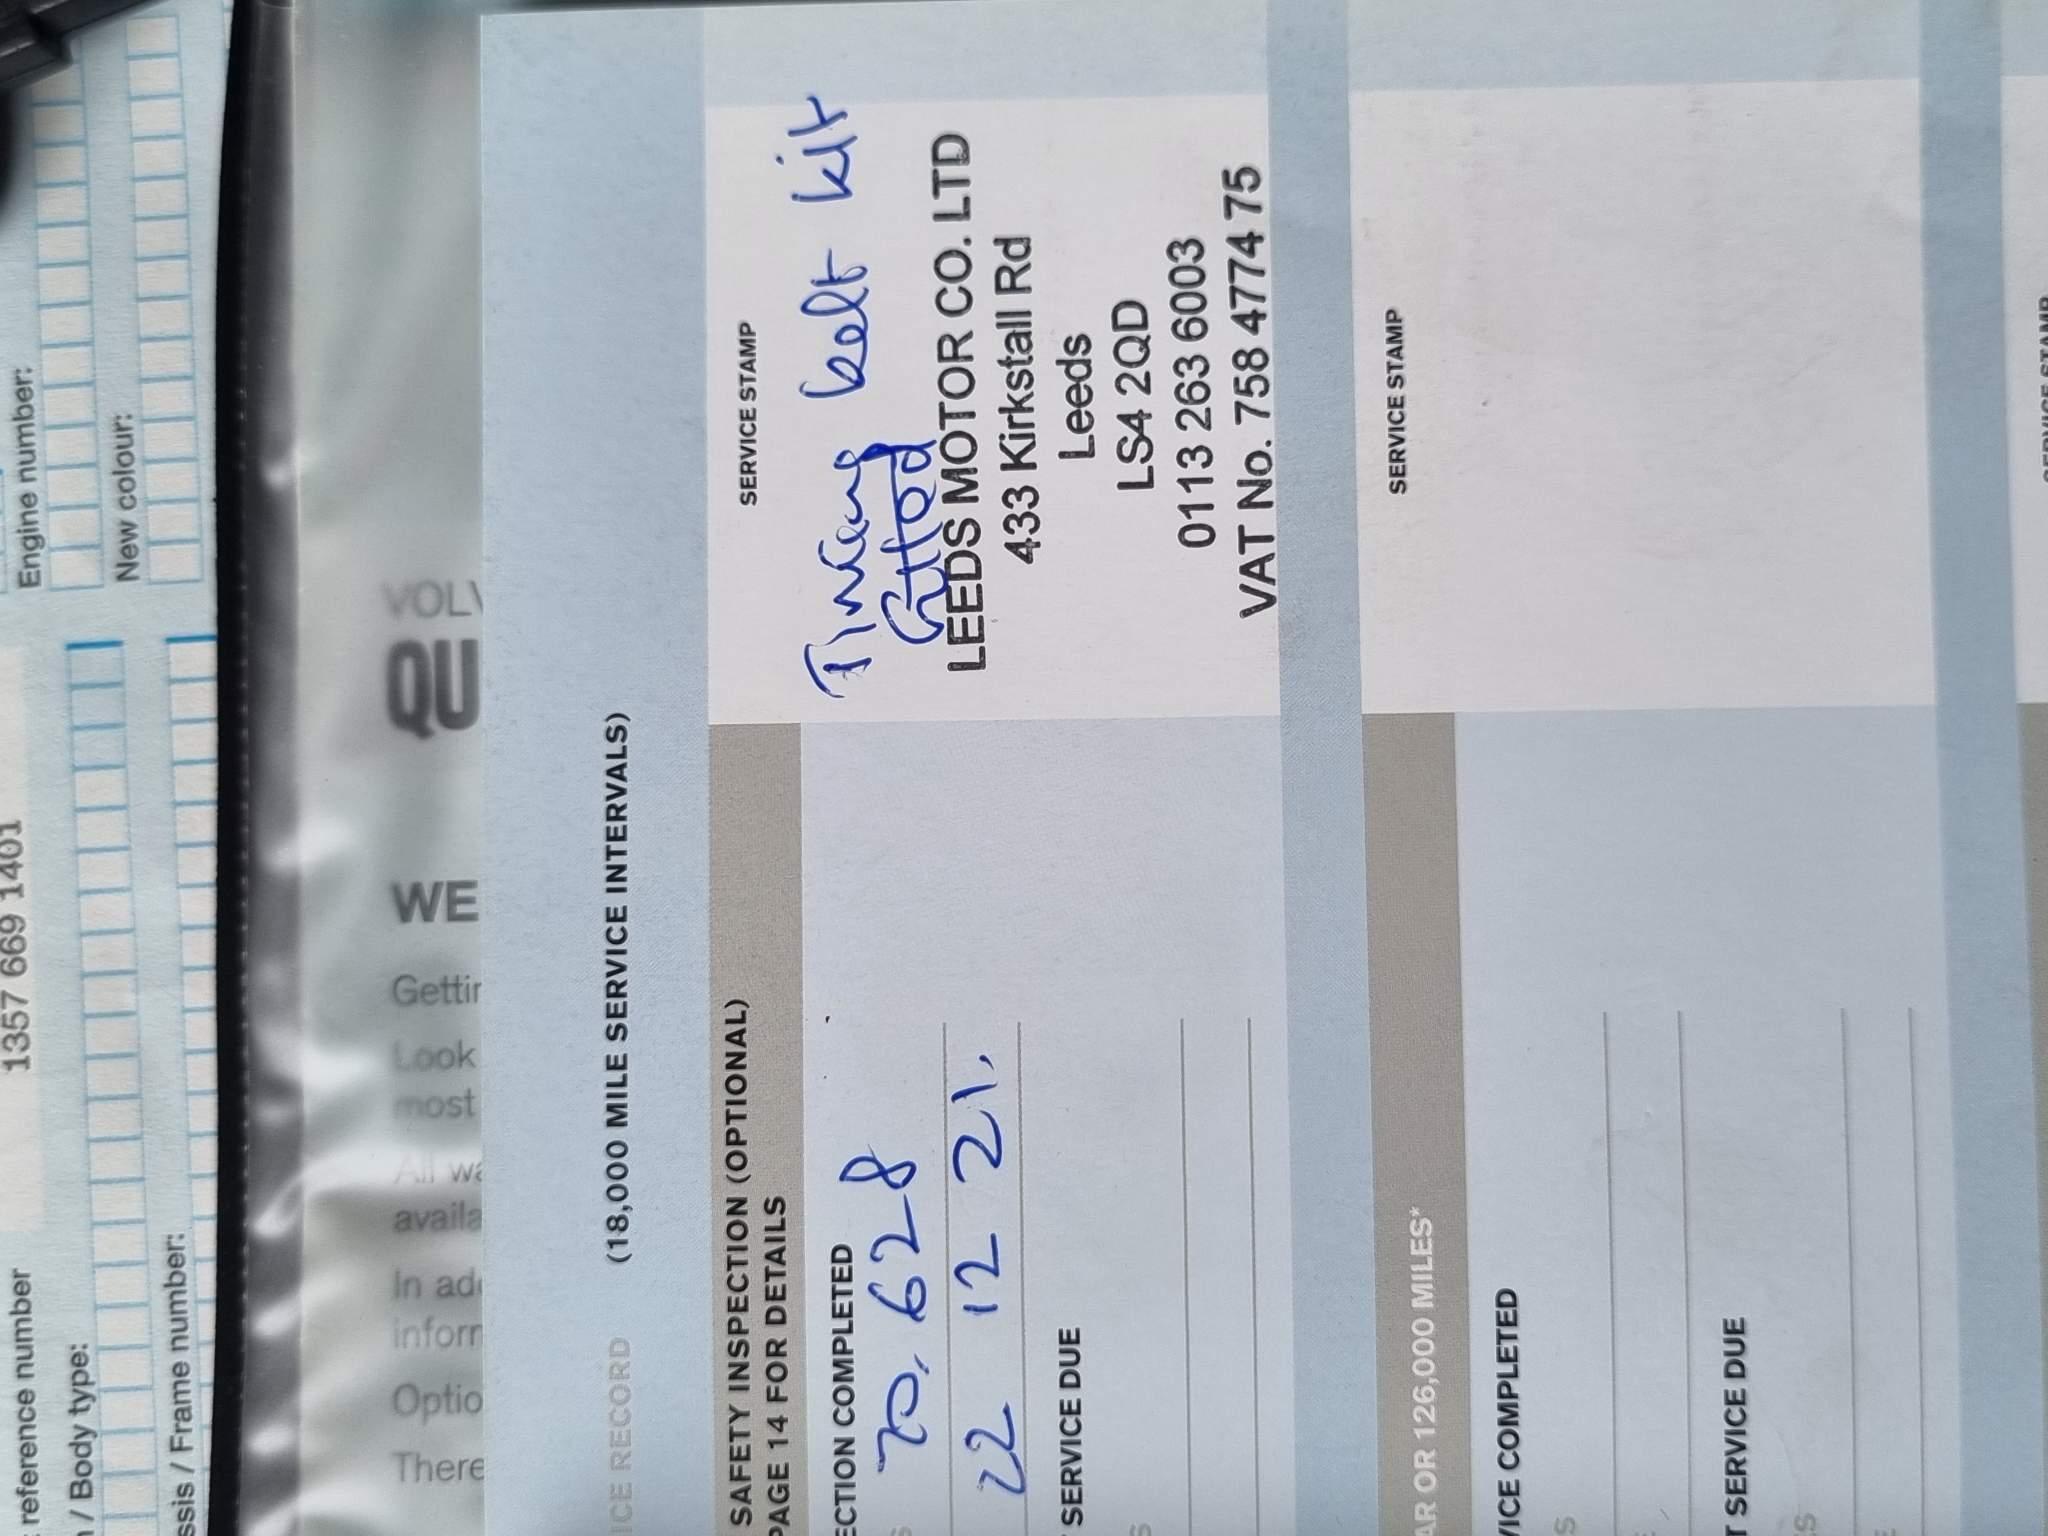 reference number
1357 669 1401
/ Body type:
Engine number:
ssis / Frame number:
New colour:
VOLV
QU
WE
Gettin
Look
most
All wa
availa
In add
inform
Optio
There
ICE RECORD (18,000 MILE SERVICE INTERVALS)
SAFETY INSPECTION (OPTIONAL)
PAGE 14 FOR DETAILS
ECTION COMPLETED
70,628
22 12 21.
SERVICE DUE
SERVICE STAMP
Timing belt kit
fitted
LEEDS MOTOR CO. LTD
433 Kirkstall Rd
Leeds
LS4 2QD
0113 263 6003
VAT No. 758 4774 75
AR OR 126,000 MILES*
VICE COMPLETED
T SERVICE DUE
SERVICE STAMP
SERVICE STAMP